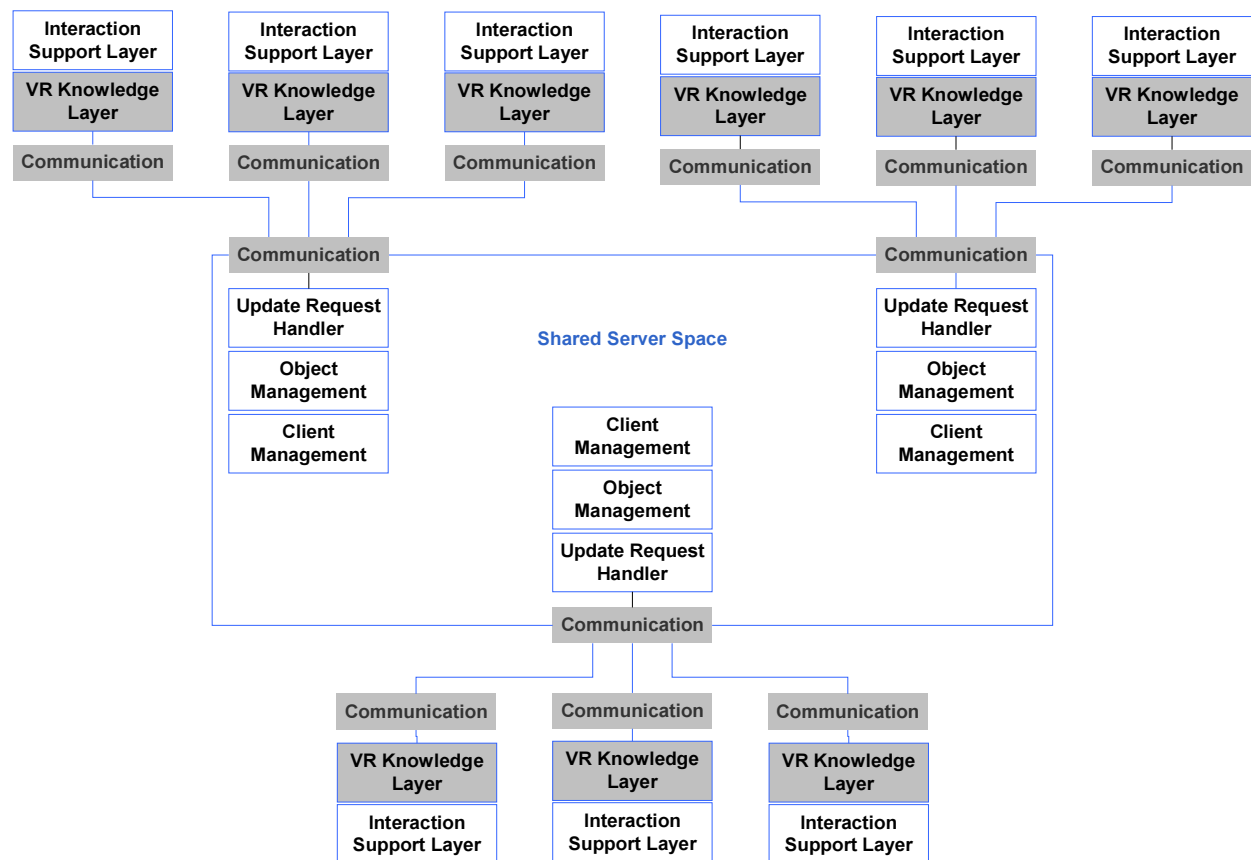 Interaction
Support Layer
VR Knowledge
Layer
Communication
Interaction
Support Layer
VR Knowledge
Layer
Communication
Interaction
Support Layer
VR Knowledge
Layer
Communication
Interaction
Support Layer
VR Knowledge
Layer
Communication
Interaction
Support Layer
VR Knowledge
Layer
Communication
Interaction
Support Layer
VR Knowledge
Layer
Communication
Communication
Update Request
Handler
Object
Management
Client
Management
Shared Server Space
Communication
Update Request
Handler
Object
Management
Client
Management
Client
Management
Object
Management
Update Request
Handler
Communication
Communication
VR Knowledge
Layer
Interaction
Support Layer
Communication
VR Knowledge
Layer
Interaction
Support Layer
Communication
VR Knowledge
Layer
Interaction
Support Layer